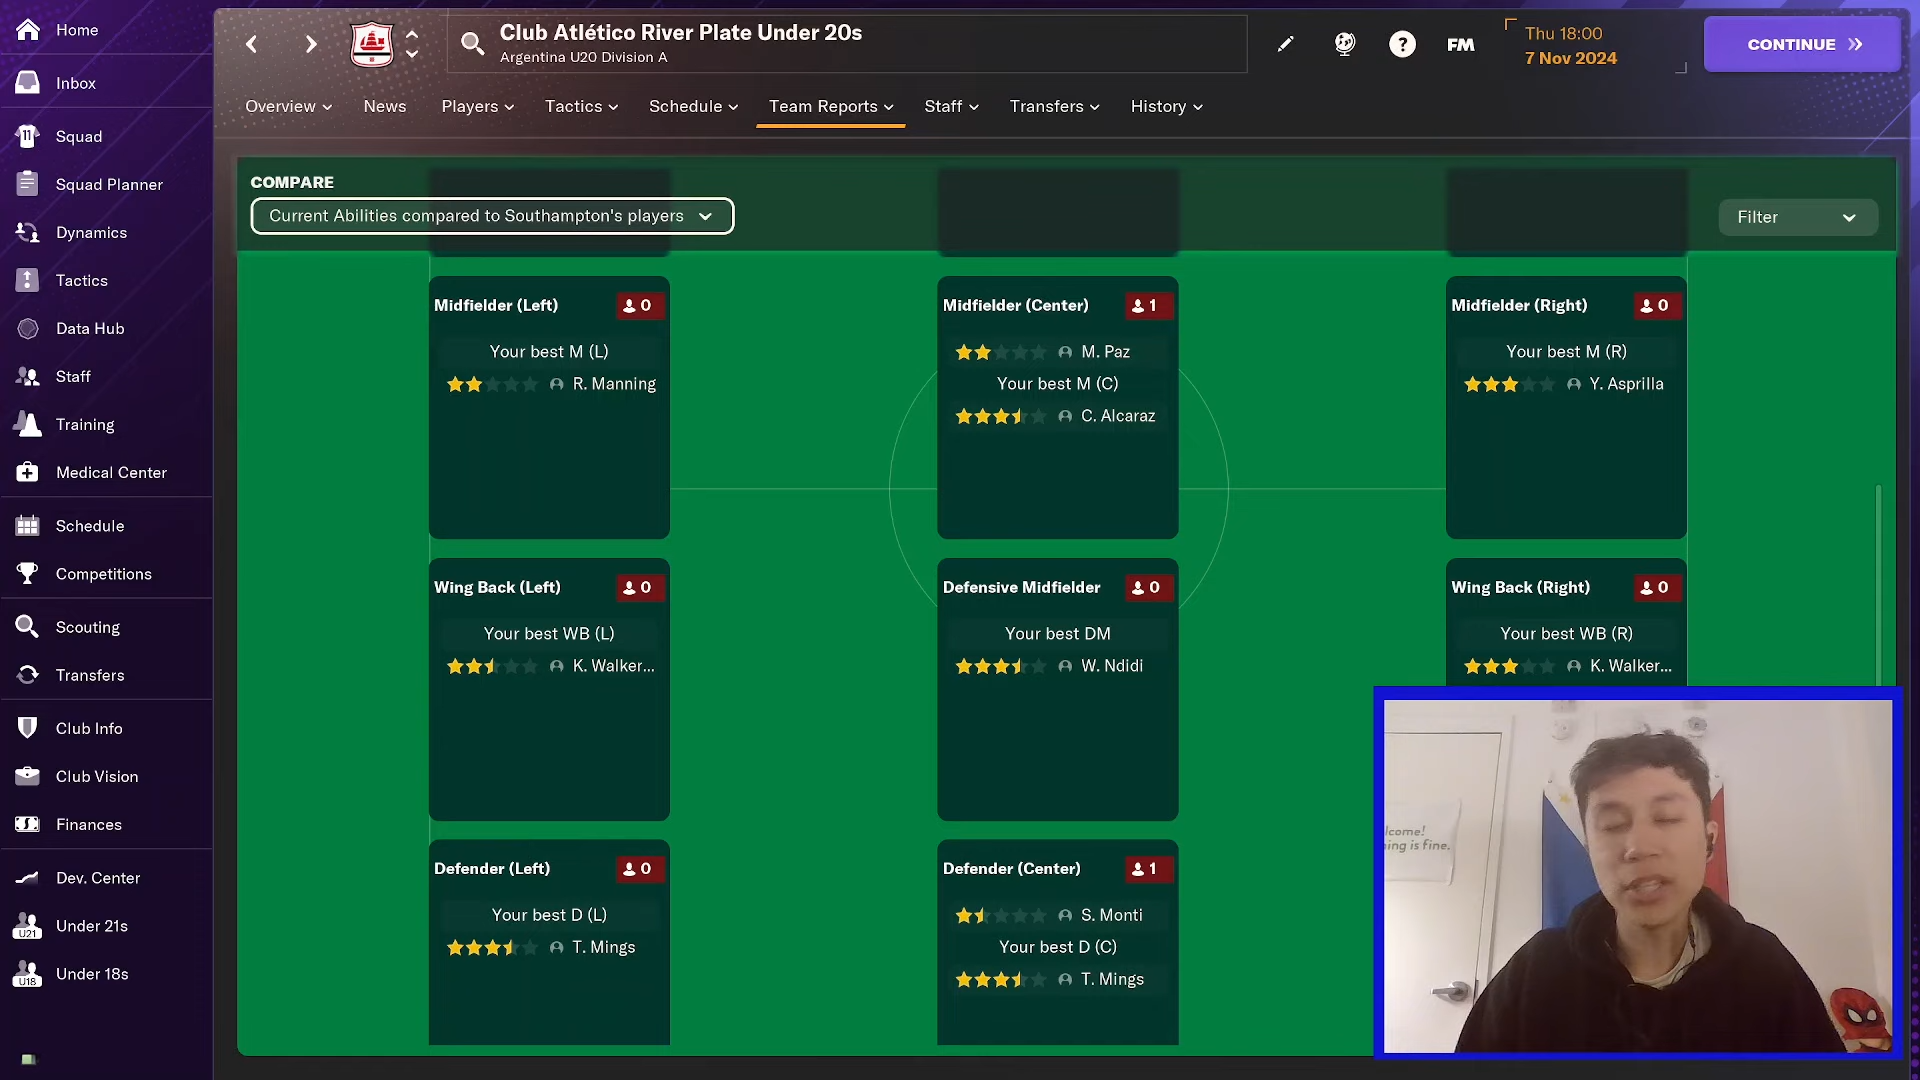 Home
Inbox
Squad
Squad Planner
Dynamics
Tactics
Data Hub
Staff
Training
Medical Center
Schedule
Competitions
Scouting
Transfers
Club Info
Club Vision
Finances
Dev. Center
U21
Under 21s
U18
Under 18s
Club Atlético River Plate Under 20s
Argentina U20 Division A
?
FM
Thu 18:00
7 Nov 2024
CONTINUE
Overview
News
Players
Tactics
Schedule
Team Reports
Staff
Transfers
History
COMPARE
Current Abilities compared to Southampton's players
Filter
Midfielder (Left) 0
Your best M (L)
R. Manning
Midfielder (Center) 1
M. Paz
Your best M (C)
C. Alcaraz
Midfielder (Right) 0
Your best M (R)
Y. Asprilla
Wing Back (Left) 0
Your best WB (L)
K. Walker...
Defensive Midfielder 0
Your best DM
W. Ndidi
Wing Back (Right) 0
Your best WB (R)
K. Walker...
Defender (Left) 0
Your best D (L)
T. Mings
Defender (Center) 1
S. Monti
Your best D (C)
T. Mings
lcome!
ing is fine.